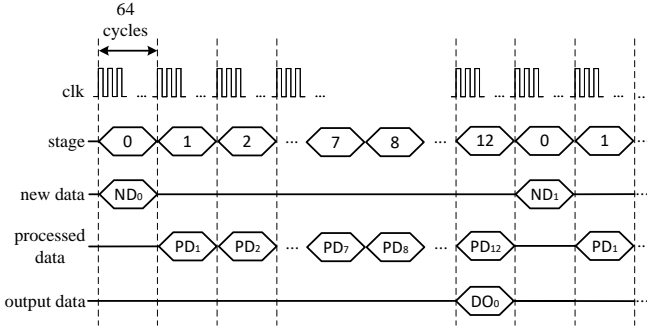 64
cycles
clk ... ... ... ... ... ... ... ...
stage 0 1 2 ... 7 8 ... 12 0 1 ...
new data ND₀ ND₁ ...
processed
data PD₁ PD₂ ... PD₇ PD₈ ... PD₁₂ PD₁ ...
output data DO₀ ...